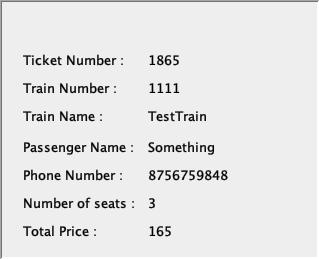 Ticket Number : 1865
Train Number : 1111
Train Name : TestTrain
Passenger Name : Something
Phone Number : 8756759848
Number of seats : 3
Total Price : 165